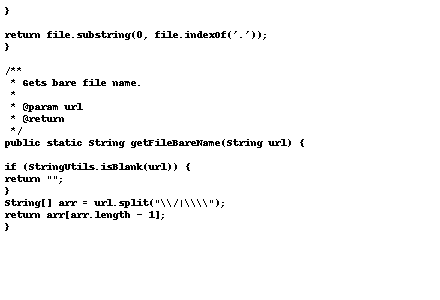 }

return file.substring(0, file.indexOf('.'));
}

/**
 * Gets bare file name.
 *
 * @param url
 * @return
 */
public static String getFileBareName(String url) {

if (StringUtils.isBlank(url)) {
return "";
}
String[] arr = url.split("\\/|\\\\");
return arr[arr.length - 1];
}